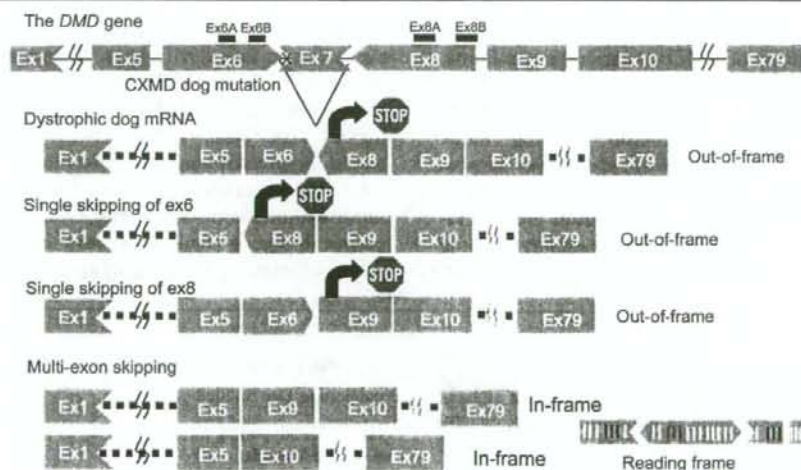 The DMD gene
Ex6A Ex6B Ex8A Ex8B
Ex1 Ex5 Ex6 Ex7 Ex8 Ex9 Ex10 Ex79
CXMD dog mutation
Dystrophic dog mRNA
STOP
Ex1 Ex5 Ex6 Ex8 Ex9 Ex10 Ex79 Out-of-frame
Single skipping of ex6
STOP
Ex1 Ex5 Ex8 Ex9 Ex10 Ex79 Out-of-frame
Single skipping of ex8
STOP
Ex1 Ex5 Ex6 Ex9 Ex10 Ex79 Out-of-frame
Multi-exon skipping
Ex1 Ex5 Ex9 Ex10 Ex79 In-frame
Ex1 Ex5 Ex10 Ex79 In-frame
Reading frame